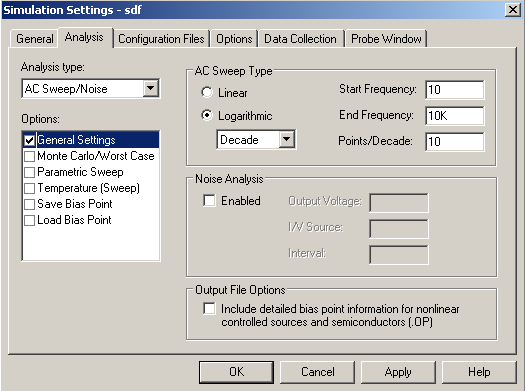 Simulation Settings - sdf
General Analysis Configuration Files Options Data Collection Probe Window
Analysis type:
AC Sweep/Noise
Options:
General Settings
Monte Carlo/Worst Case
Parametric Sweep
Temperature (Sweep)
Save Bias Point
Load Bias Point
AC Sweep Type
Linear
Logarithmic
Decade
Start Frequency: 10
End Frequency: 10K
Points/Decade: 10
Noise Analysis
Enabled
Output Voltage:
I/V Source:
Interval:
Output File Options
Include detailed bias point information for nonlinear
controlled sources and semiconductors (.OP)
OK Cancel Apply Help